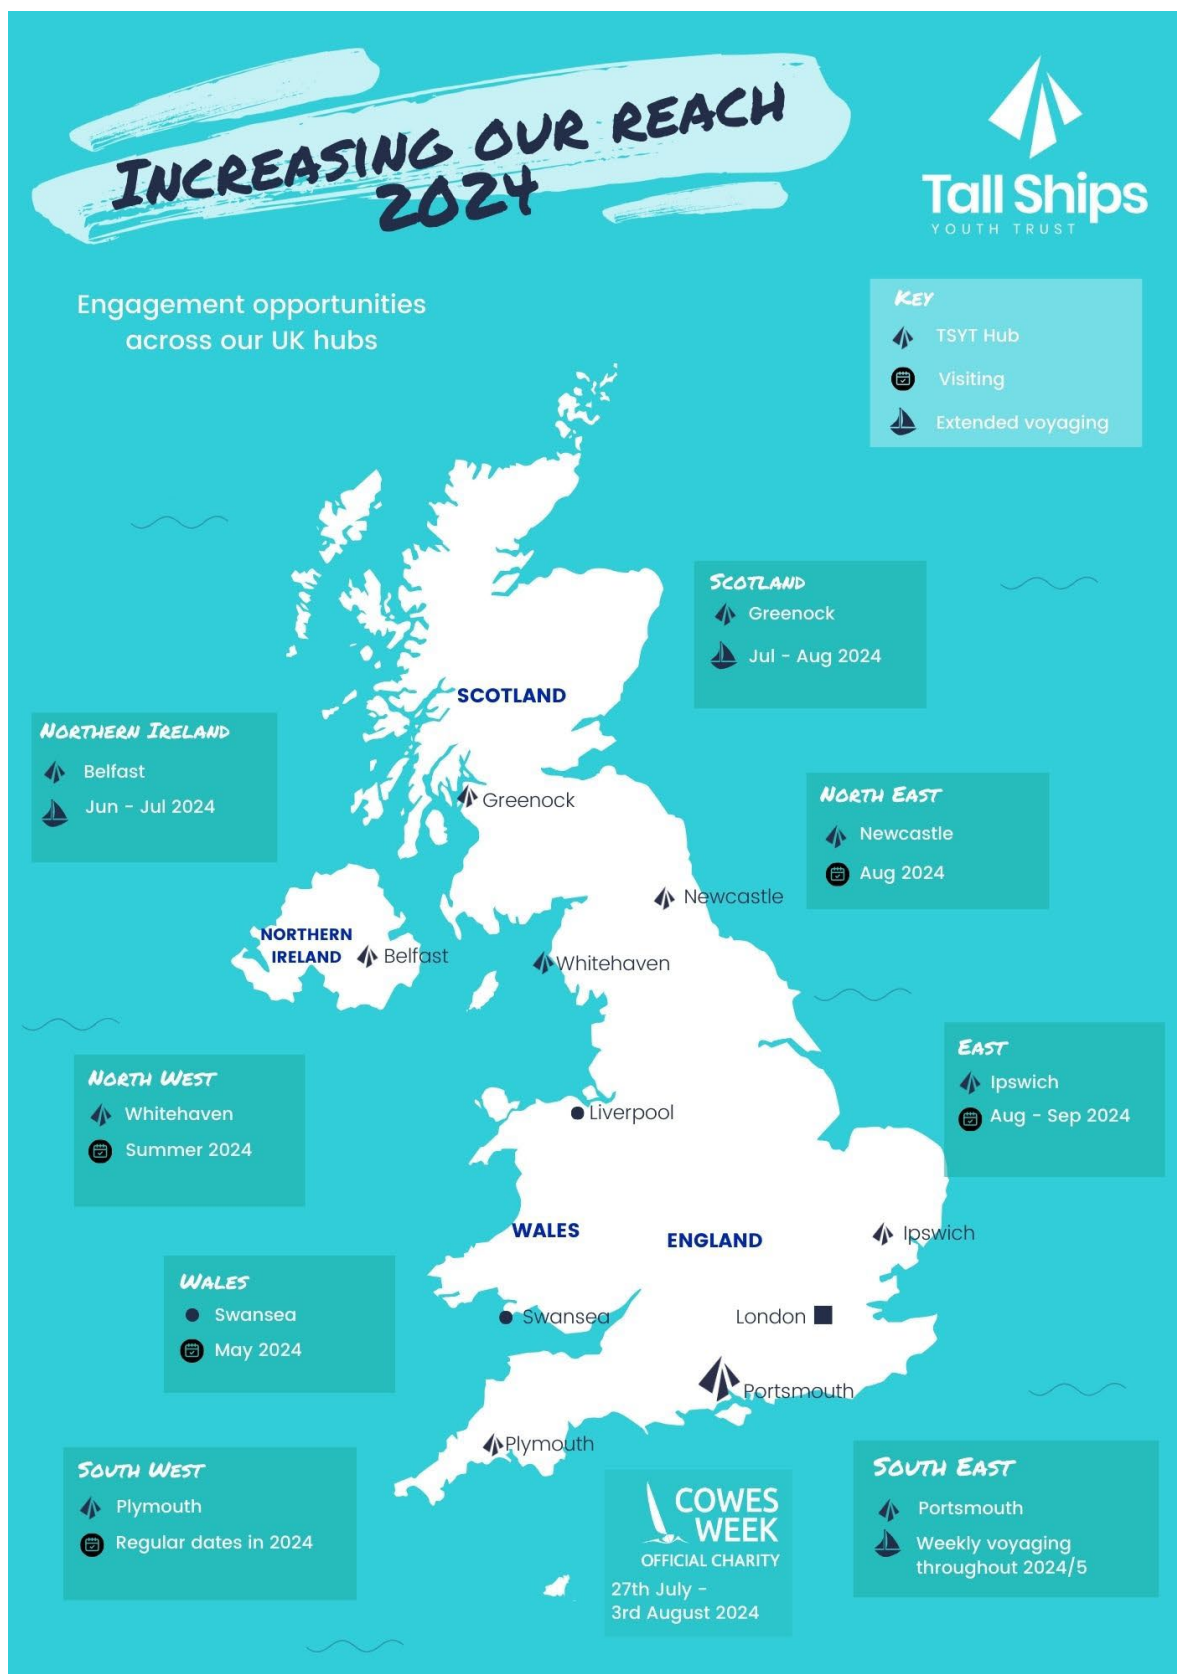 INCREASING OUR REACH
2024
Tall Ships
YOUTH TRUST
Engagement opportunities
across our UK hubs
KEY
TSYT Hub
Visiting
Extended voyaging
SCOTLAND
Greenock
Jul - Aug 2024
SCOTLAND
NORTHERN IRELAND
Belfast
Jun - Jul 2024
Greenock
NORTH EAST
Newcastle
Aug 2024
Newcastle
NORTHERN
IRELAND
Belfast
Whitehaven
EAST
Ipswich
Aug - Sep 2024
NORTH WEST
Whitehaven
Summer 2024
Liverpool
WALES
ENGLAND
Ipswich
WALES
Swansea
May 2024
Swansea
London
Portsmouth
Plymouth
SOUTH WEST
Plymouth
Regular dates in 2024
COWES
WEEK
OFFICIAL CHARITY
27th July -
3rd August 2024
SOUTH EAST
Portsmouth
Weekly voyaging
throughout 2024/5